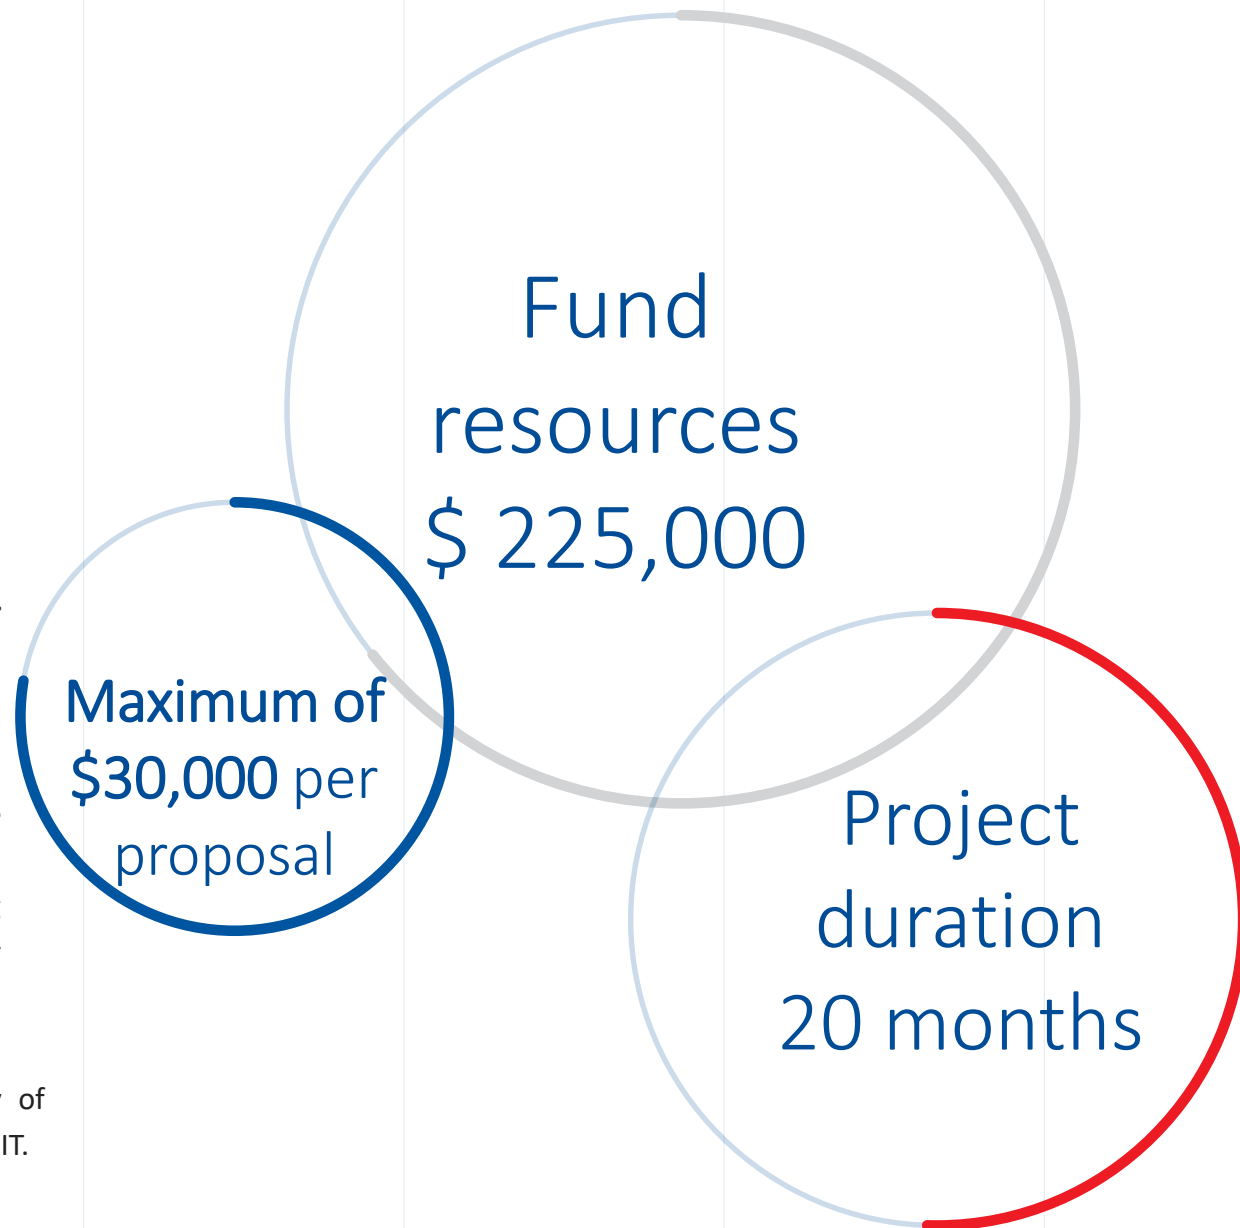 Fund
resources
$ 225,000
Maximum of
$30,000 per
proposal
Project
duration
20 months
of
IT.